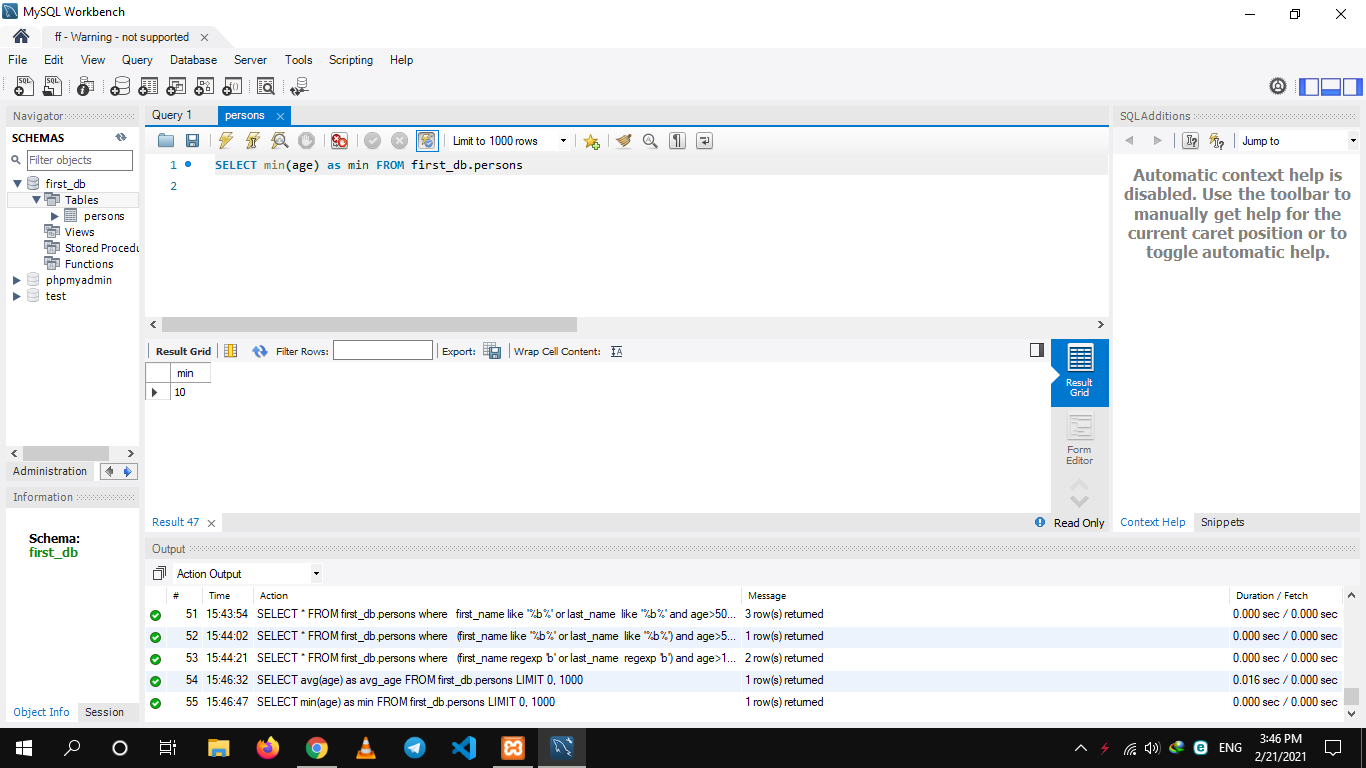 MySQL Workbench
ff - Warning - not supported
File Edit View Query Database Server Tools Scripting Help
Navigator
SCHEMAS
Filter objects
first_db
Tables
persons
Views
Stored Procedu
Functions
phpmyadmin
test
Administration
Information
Schema:
first_db
Object Info Session
Query 1 persons
Limit to 1000 rows
1 SELECT min(age) as min FROM first_db.persons
2
Result Grid Filter Rows: Export: Wrap Cell Content:
min
10
Result Grid
Form Editor
Result 47
Read Only
SQLAdditions
Jump to
Automatic context help is
disabled. Use the toolbar to
manually get help for the
current caret position or to
toggle automatic help.
Context Help Snippets
Output
Action Output
# Time Action Message Duration / Fetch
51 15:43:54 SELECT * FROM first_db.persons where first_name like '%b%' or last_name like '%b%' and age>50... 3 row(s) returned 0.000 sec / 0.000 sec
52 15:44:02 SELECT * FROM first_db.persons where (first_name like '%b%' or last_name like '%b%') and age>5... 1 row(s) returned 0.000 sec / 0.000 sec
53 15:44:21 SELECT * FROM first_db.persons where (first_name regexp 'b' or last_name regexp 'b') and age>1... 2 row(s) returned 0.000 sec / 0.000 sec
54 15:46:32 SELECT avg(age) as avg_age FROM first_db.persons LIMIT 0, 1000 1 row(s) returned 0.016 sec / 0.000 sec
55 15:46:47 SELECT min(age) as min FROM first_db.persons LIMIT 0, 1000 1 row(s) returned 0.000 sec / 0.000 sec
ENG
3:46 PM
2/21/2021